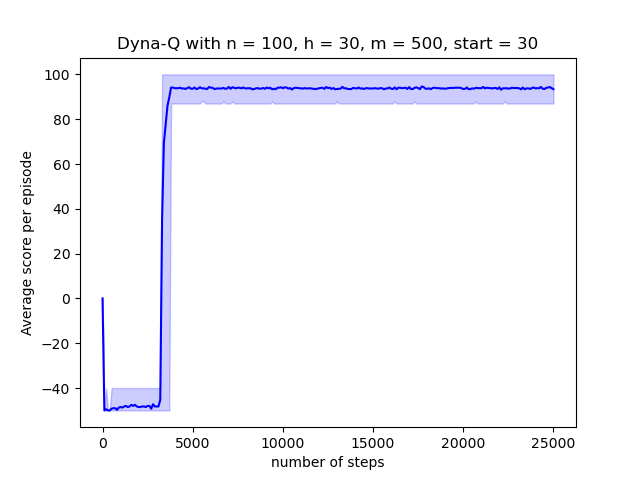 Dyna-Q with n = 100, h = 30, m = 500, start = 30
Average score per episode
100
80
60
40
20
0
−20
−40
0 5000 10000 15000 20000 25000
number of steps